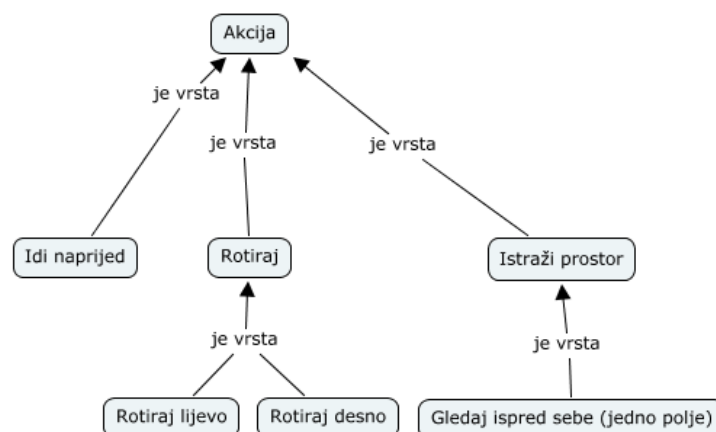 Akcija
je vrsta
je vrsta
je vrsta
Idi naprijed
Rotiraj
Istraži prostor
je vrsta
je vrsta
Rotiraj lijevo
Rotiraj desno
Gledaj ispred sebe (jedno polje)